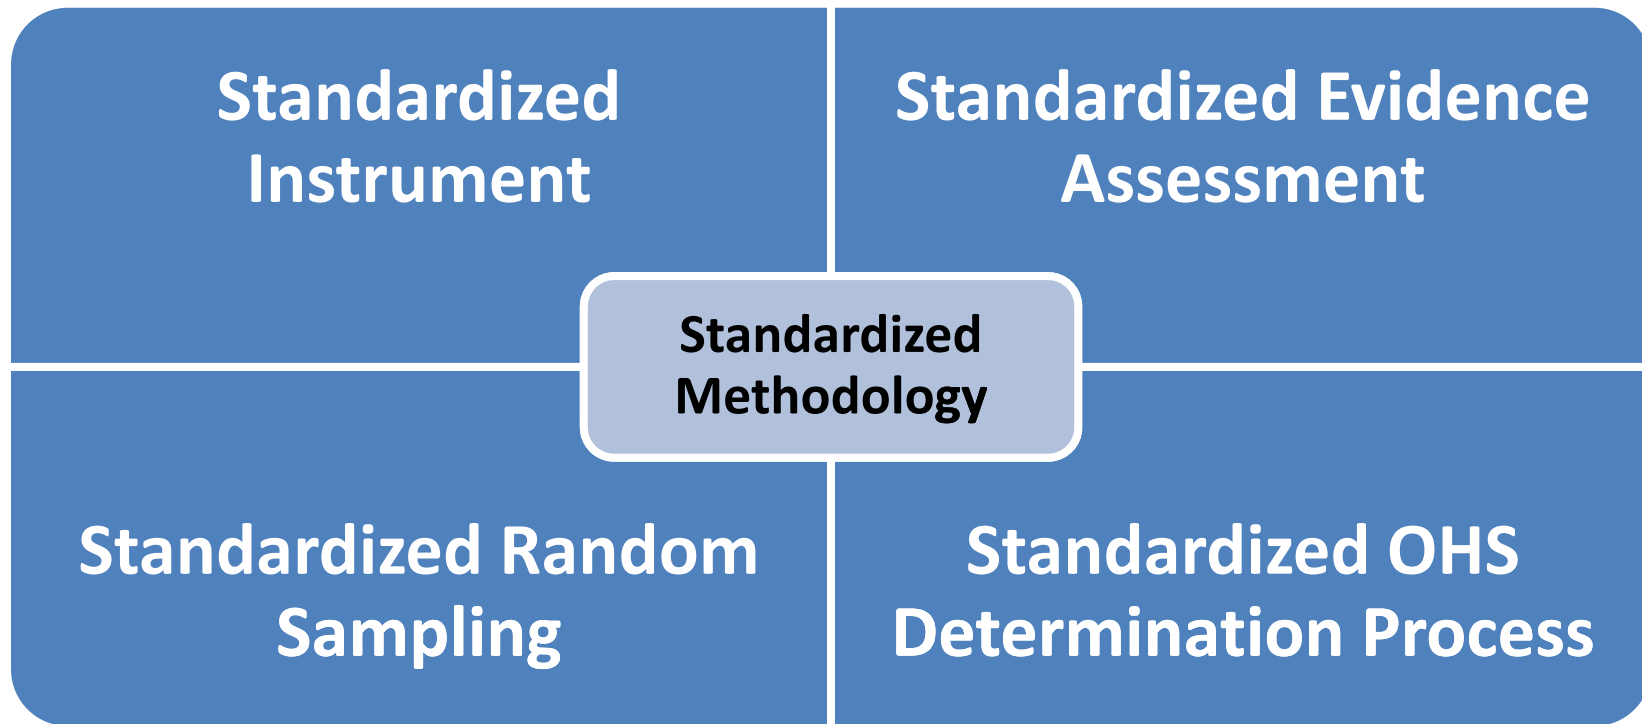 Standardized
Instrument
Standardized Evidence
Assessment
Standardized
Methodology
Standardized Random
Sampling
Standardized OHS
Determination Process